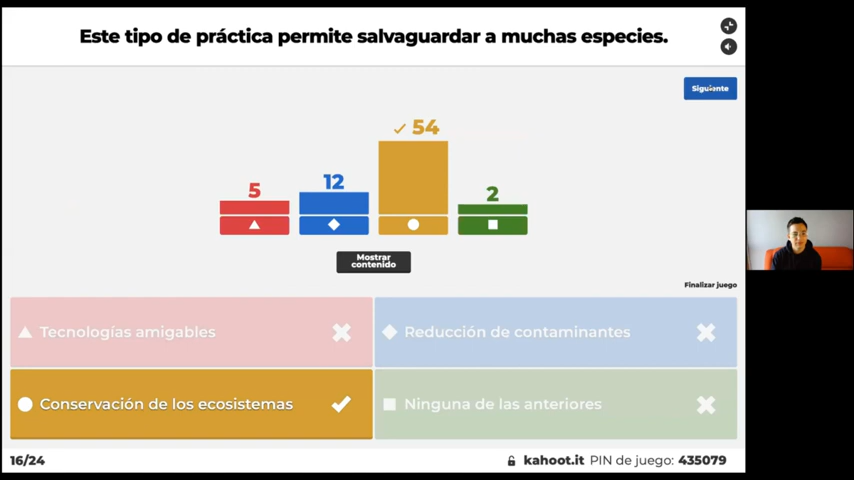 Este tipo de práctica permite salvaguardar a muchas especies.
Siguiente
5
12
54
2
Mostrar
contenido
Finalizar juego
Tecnologías amigables
Reducción de contaminantes
Conservación de los ecosistemas
Ninguna de las anteriores
16/24
kahoot.it PIN de juego: 435079